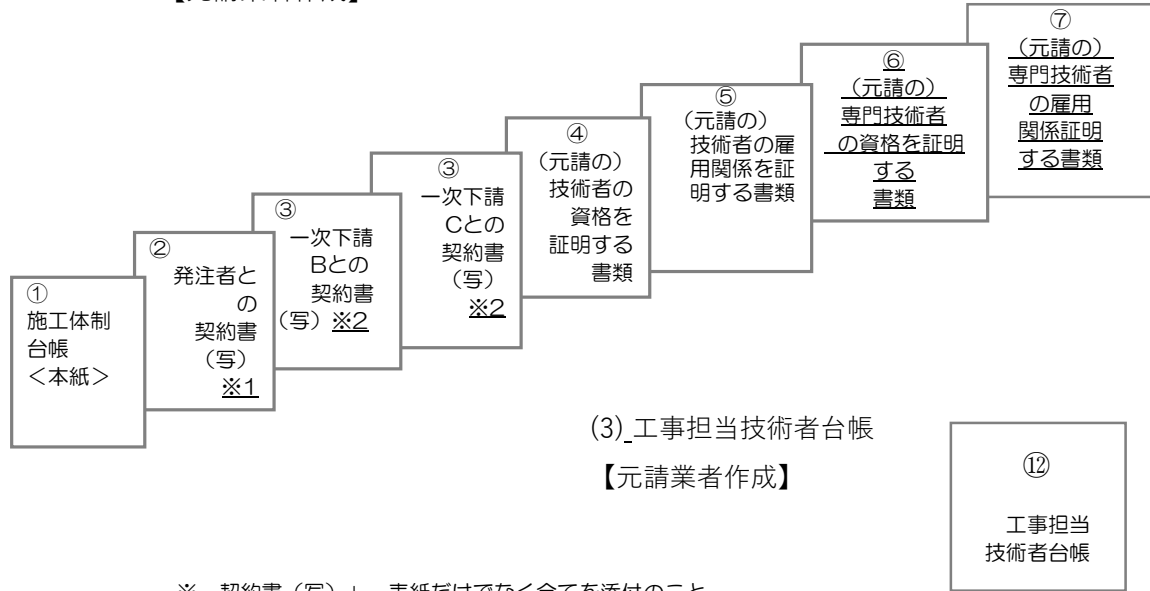 ①
施工体制
台帳
<本紙>
②
発注者と
の
契約書
(写)
※1
③
一次下請
Bとの
契約書
(写) ※2
③
一次下請
Cとの
契約書
(写)
※2
④
(元請の)
技術者の
資格を
証明する
書類
⑤
(元請の)
技術者の雇
用関係を証
明する書類
⑥
(元請の)
専門技術者
の資格を証明
する
書類
⑦
(元請の)
専門技術者
の雇用
関係証明
する書類
(3) 工事担当技術者台帳
【元請業者作成】
⑫
工事担当
技術者台帳